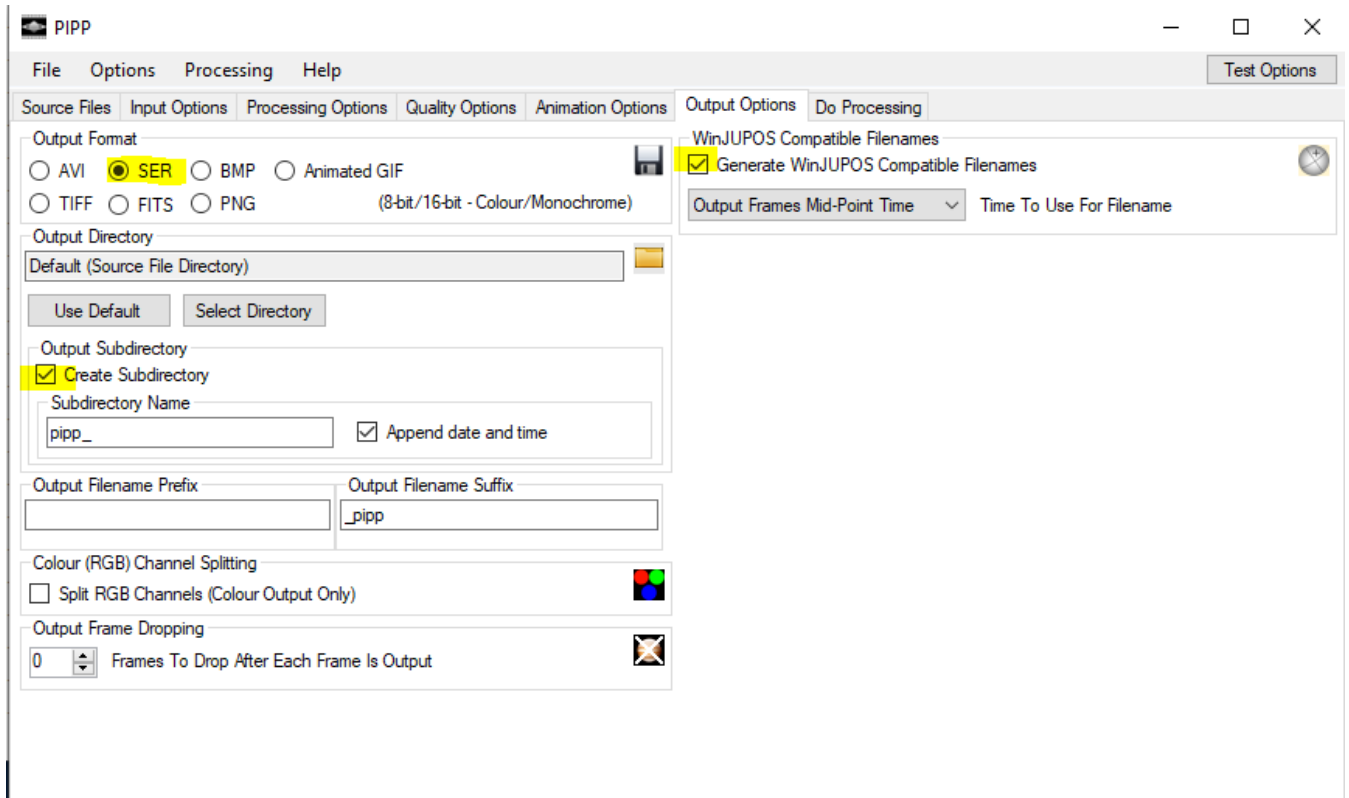 PIPP
File Options Processing Help Test Options
Source Files Input Options Processing Options Quality Options Animation Options Output Options Do Processing
Output Format
AVI SER BMP Animated GIF
TIFF FITS PNG (8-bit/16-bit - Colour/Monochrome)
Output Directory
Default (Source File Directory)
Use Default Select Directory
Output Subdirectory
Create Subdirectory
Subdirectory Name
pipp_ Append date and time
Output Filename Prefix Output Filename Suffix
_pipp
Colour (RGB) Channel Splitting
Split RGB Channels (Colour Output Only)
Output Frame Dropping
0 Frames To Drop After Each Frame Is Output
WinJUPOS Compatible Filenames
Generate WinJUPOS Compatible Filenames
Output Frames Mid-Point Time Time To Use For Filename